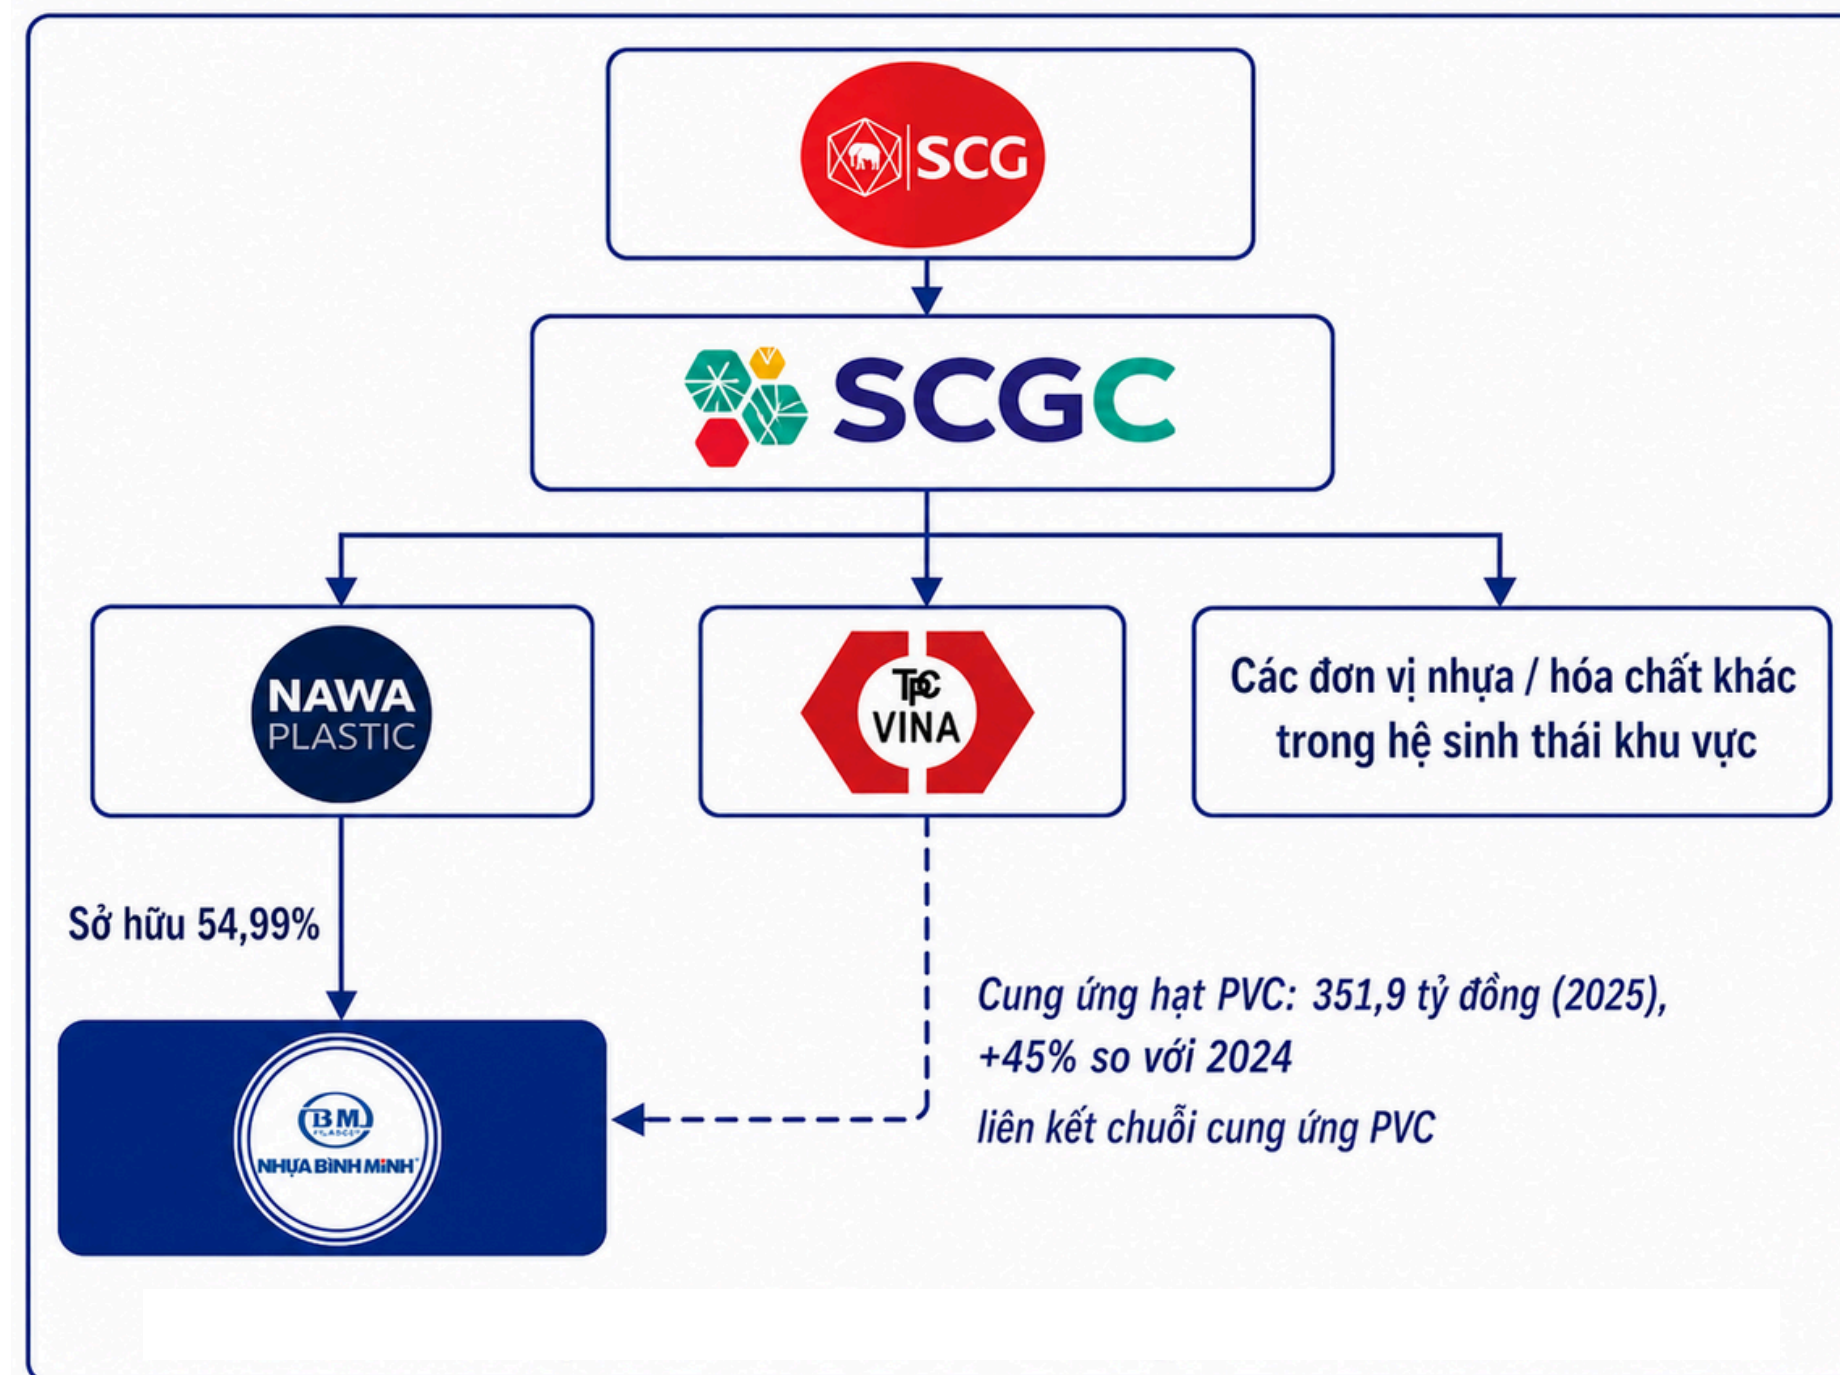 SCG
SCGC
NAWA
PLASTIC
TPC
VINA
Các đơn vị nhựa / hóa chất khác
trong hệ sinh thái khu vực
Sở hữu 54,99%
Cung ứng hạt PVC: 351,9 tỷ đồng (2025),
+45% so với 2024
liên kết chuỗi cung ứng PVC
BM
NHỰA BÌNH MINH